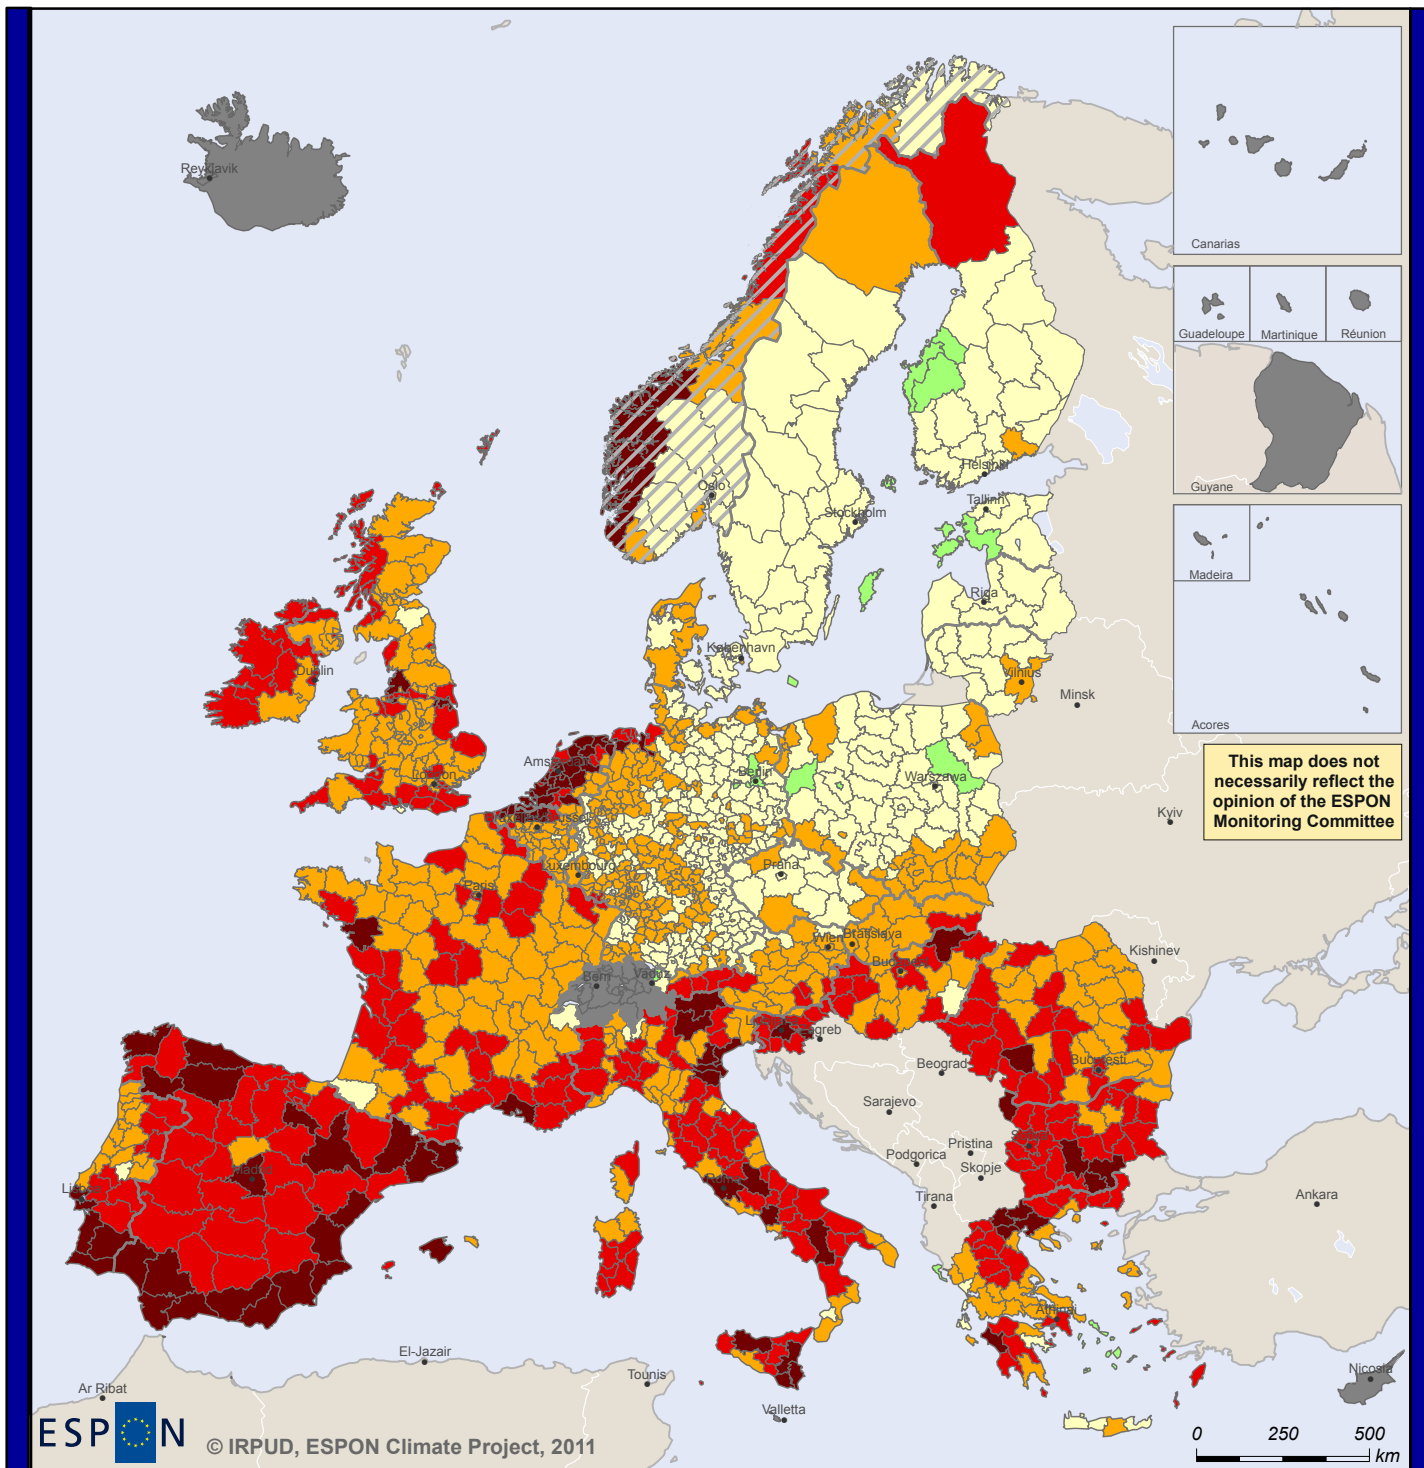 Reykjavik
Canarias
Guadeloupe
Martinique
Réunion
Guyane
Madeira
Acores
This map does not
necessarily reflect the
opinion of the ESPON
Monitoring Committee
Oslo
Helsinki
Stockholm
Tallinn
Riga
København
Vilnius
Minsk
Dublin
London
Berlin
Warszawa
Kyiv
Luxembourg
Praha
Paris
Wien
Bratislava
Budapest
Kishinev
Bern
Vaduz
Zagreb
Beograd
Bucuresti
Sarajevo
Pristina
Podgorica
Skopje
Sofia
Tirana
Madrid
Roma
Ankara
Athinai
El-Jazair
Tounis
Nicosia
Ar Ribat
Valletta
ESPON
© IRPUD, ESPON Climate Project, 2011
0 250 500
km